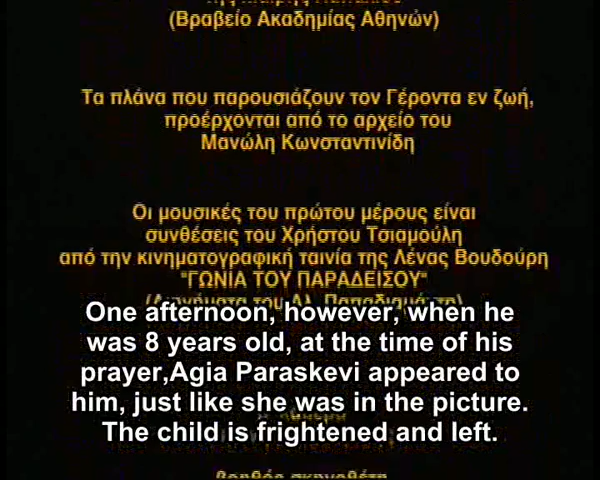 (Βραβείο Ακαδημίας Αθηνών)
Τα πλάνα που παρουσιάζουν τον Γέροντα εν ζωή,
προέρχονται από το αρχείο του
Μανώλη Κωνσταντινίδη
Οι μουσικές του πρώτου μέρους είναι
συνθέσεις του Χρήστου Τσιαμούλη
από την κινηματογραφική ταινία της Λένας Βουδούρη
"ΓΩΝΙΑ ΤΟΥ ΠΑΡΑΔΕΙΣΟΥ"
One afternoon, however, when he
was 8 years old, at the time of his
prayer,Agia Paraskevi appeared to
him, just like she was in the picture.
The child is frightened and left.